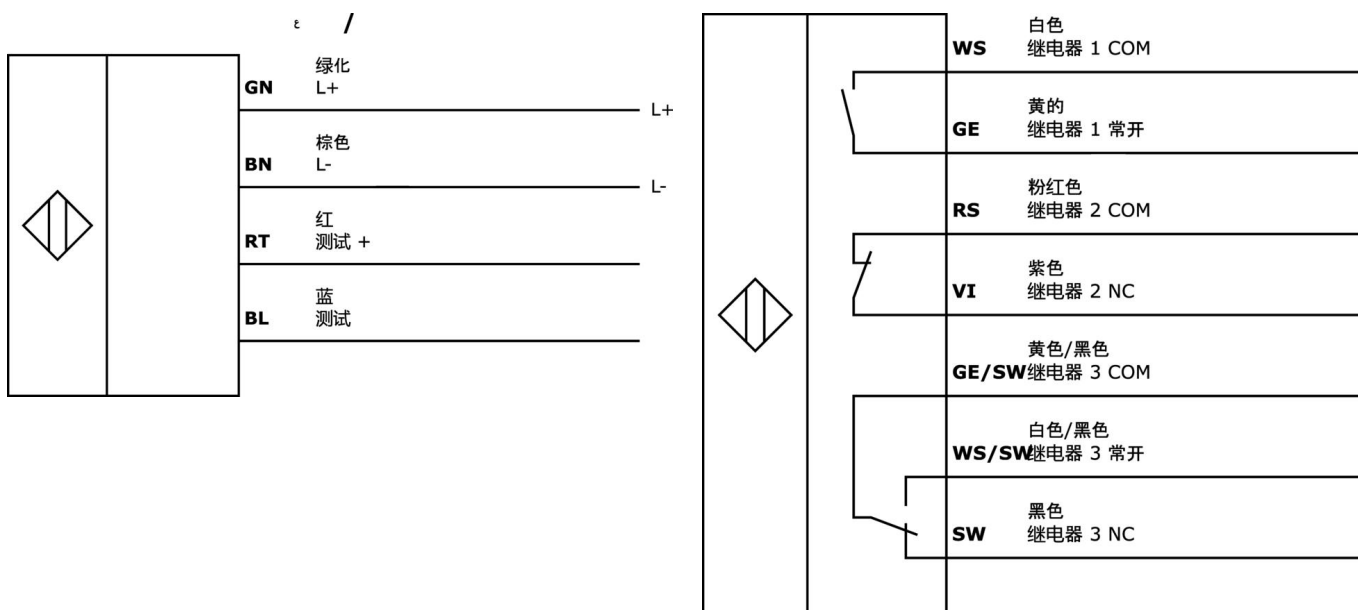 ع /
绿化
GN L+
L+
棕色
BN L-
L-
红
RT 测试 +
蓝
BL 测试
白色
WS 继电器 1 COM
黄的
GE 继电器 1 常开
粉红色
RS 继电器 2 COM
紫色
VI 继电器 2 NC
黄色/黑色
GE/SW继电器 3 COM
白色/黑色
WS/SW继电器 3 常开
黑色
SW 继电器 3 NC